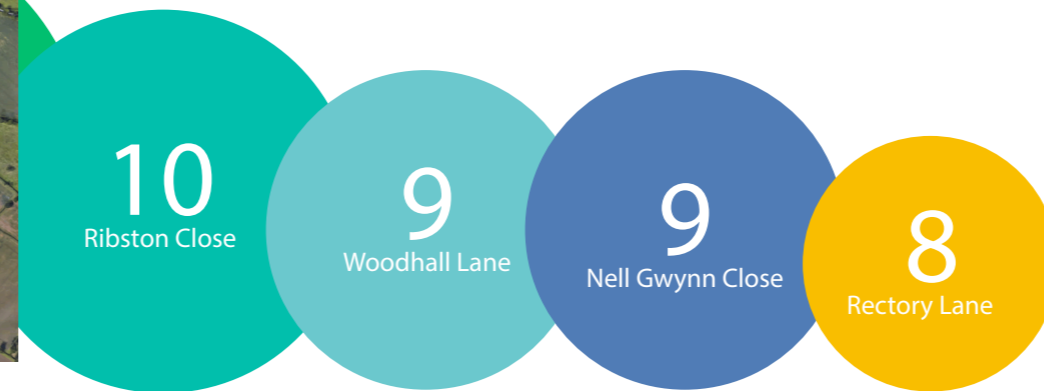 10
Ribston Close
9
Woodhall Lane
9
Nell Gwynn Close
8
Rectory Lane